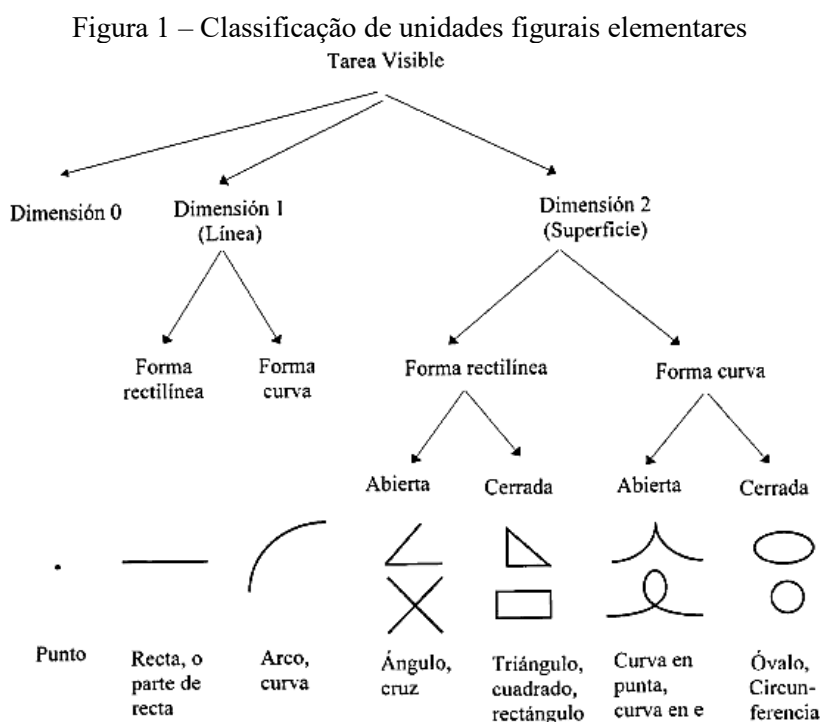 Figura 1 – Classificação de unidades figurais elementares
Tarea Visible
Dimensión 0
Dimensión 1
(Línea)
Dimensión 2
(Superficie)
Forma
rectilínea
Forma
curva
Forma rectilínea
Forma curva
Abierta
Cerrada
Abierta
Cerrada
Punto
Recta, o
parte de
recta
Arco,
curva
Ángulo,
cruz
Triángulo,
cuadrado,
rectángulo
Curva en
punta,
curva en e
Óvalo,
Circun-
ferencia